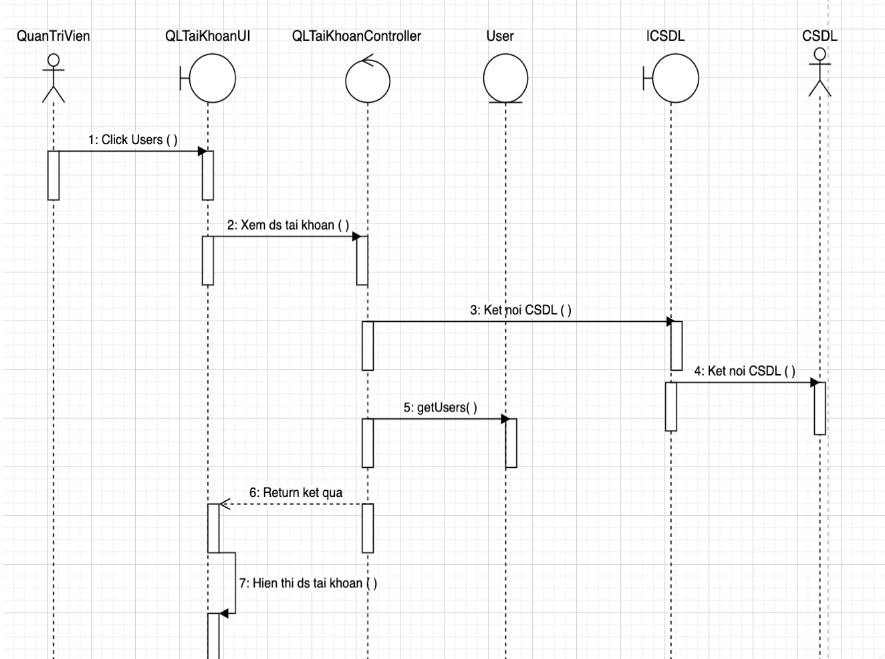 QuanTriVien
QLTaiKhoanUI
QLTaiKhoanController
User
ICSDL
CSDL
1: Click Users ( )
2: Xem ds tai khoan ( )
3: Ket noi CSDL ( )
4: Ket noi CSDL ( )
5: getUsers( )
6: Return ket qua
7: Hien thi ds tai khoan ( )